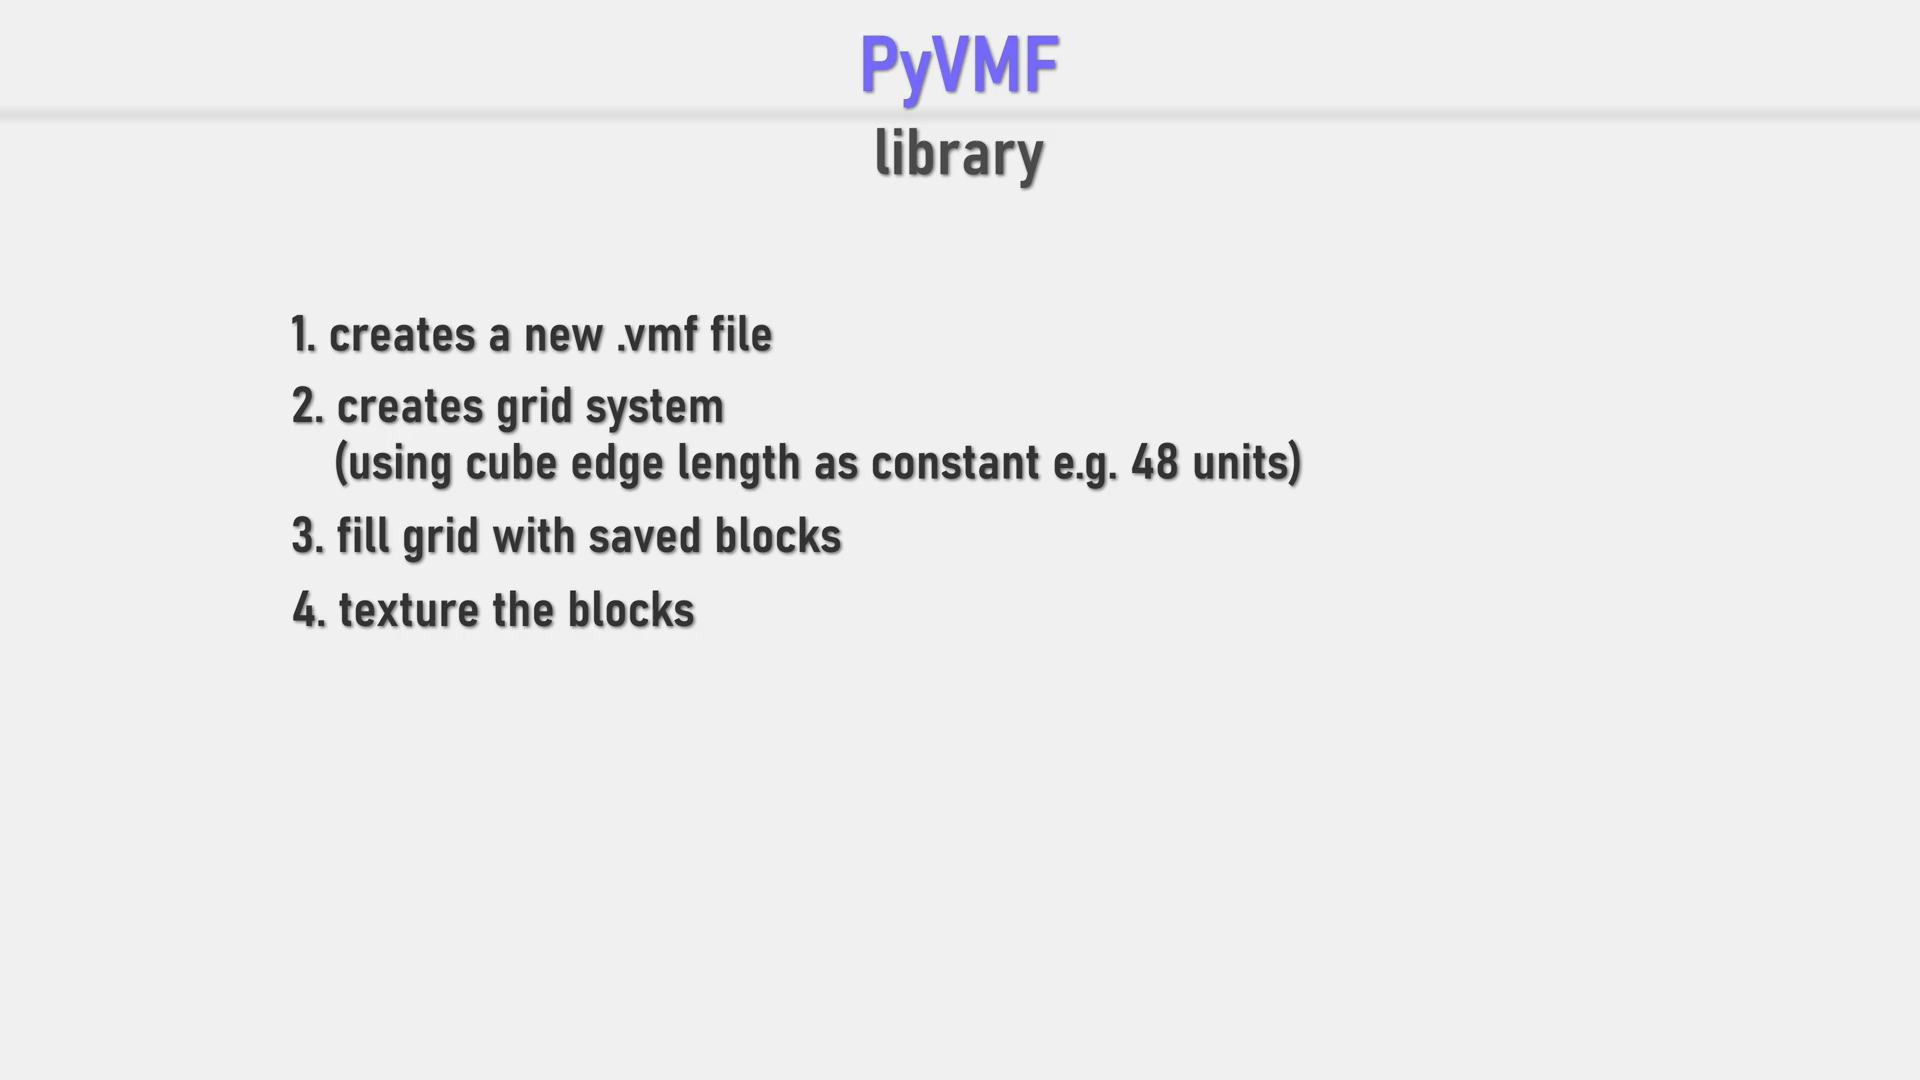 PyVMF
library
1. creates a new .vmf file
2. creates grid system
(using cube edge length as constant e.g. 48 units)
3. fill grid with saved blocks
4. texture the blocks